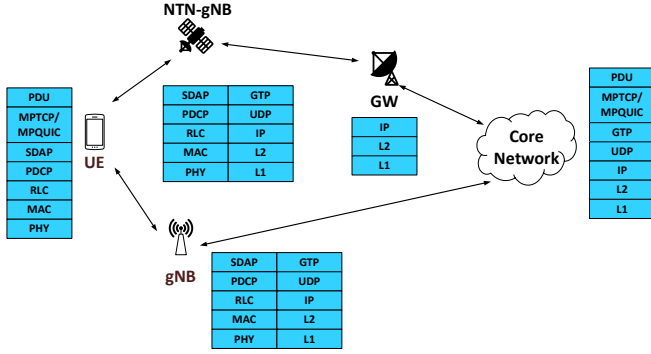 NTN-gNB
PDU
MPTCP/
MPQUIC
SDAP
PDCP
RLC
MAC
PHY
UE
SDAP GTP
PDCP UDP
RLC IP
MAC L2
PHY L1
GW
IP
L2
L1
Core
Network
PDU
MPTCP/
MPQUIC
GTP
UDP
IP
L2
L1
gNB
SDAP GTP
PDCP UDP
RLC IP
MAC L2
PHY L1